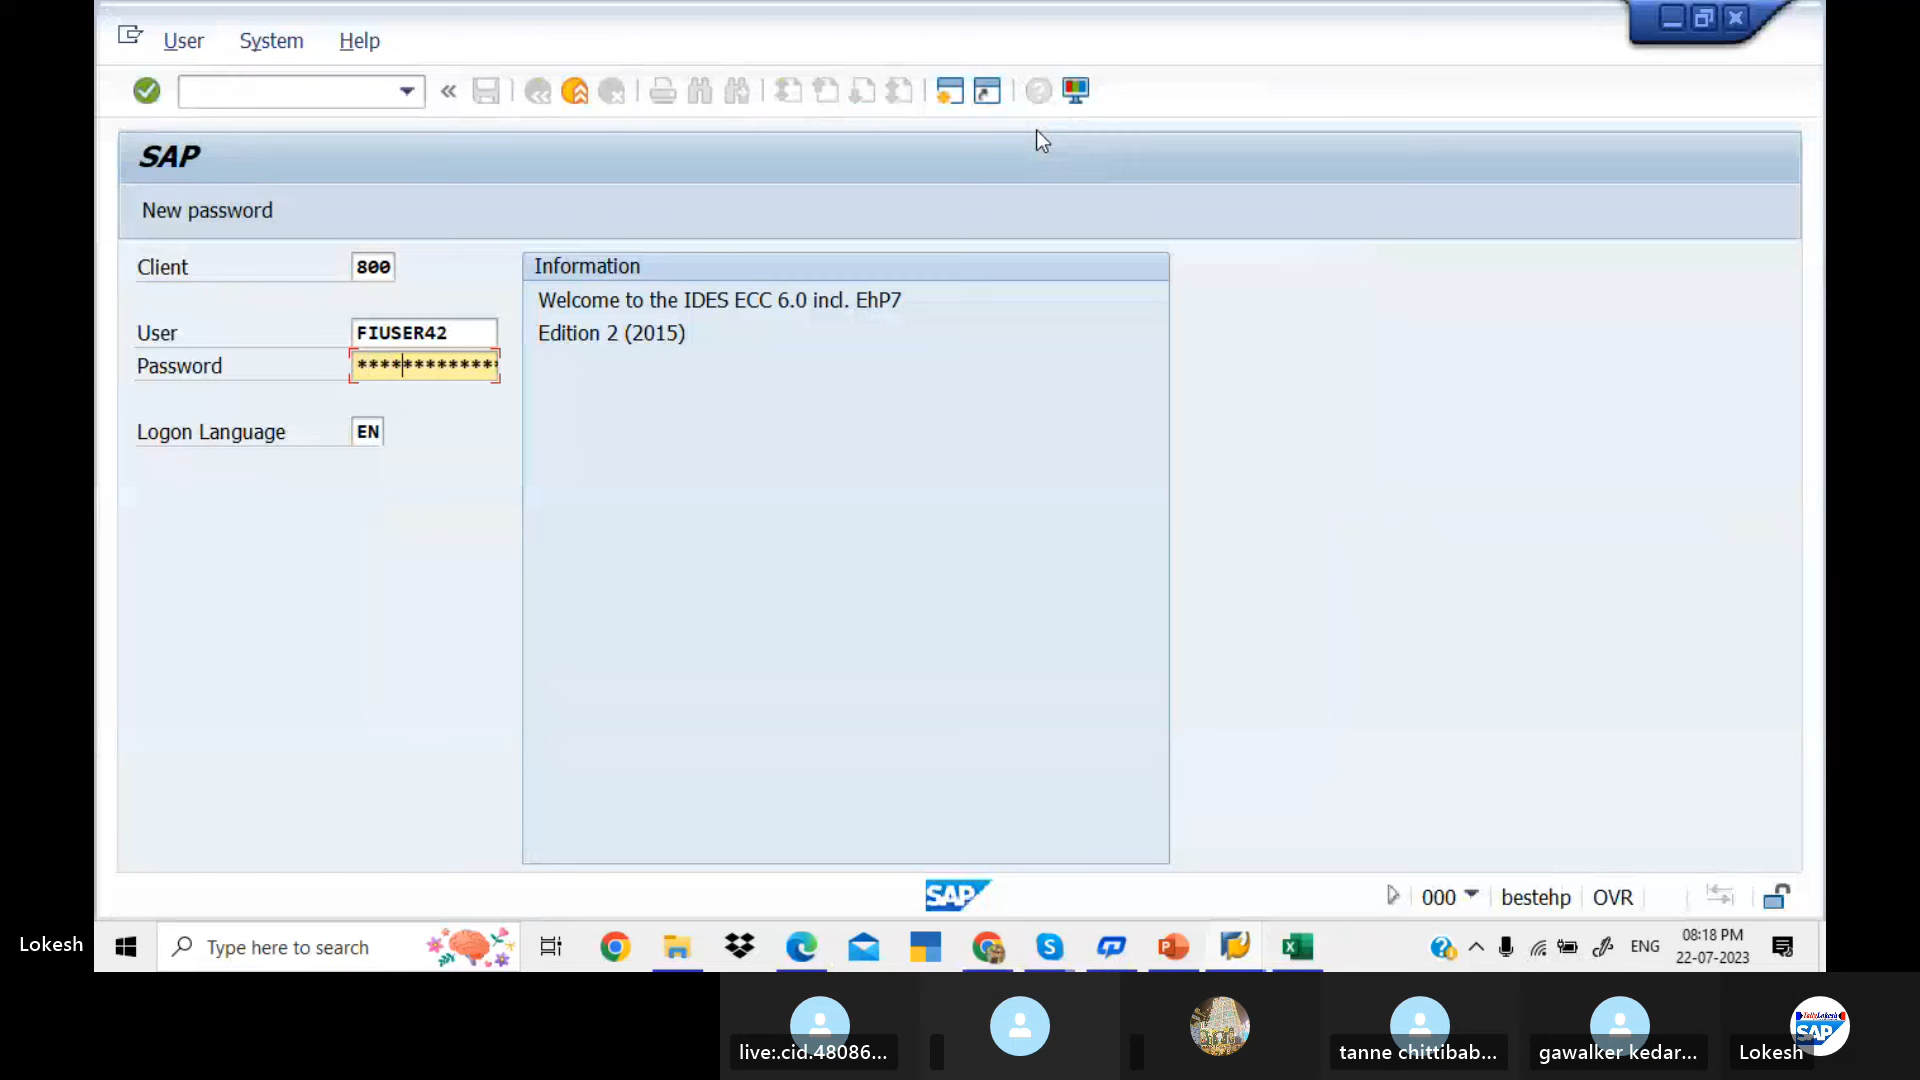 User System Help
SAP
New password
Client 800
User FIUSER42
Password ************
Logon Language EN
Information
Welcome to the IDES ECC 6.0 incl. EhP7
Edition 2 (2015)
SAP
000 bestehp OVR
Lokesh
Type here to search
ENG
08:18 PM
22-07-2023
live:.cid.48086...
tanne chittibab...
gawalker kedar...
Lokesh
SAP